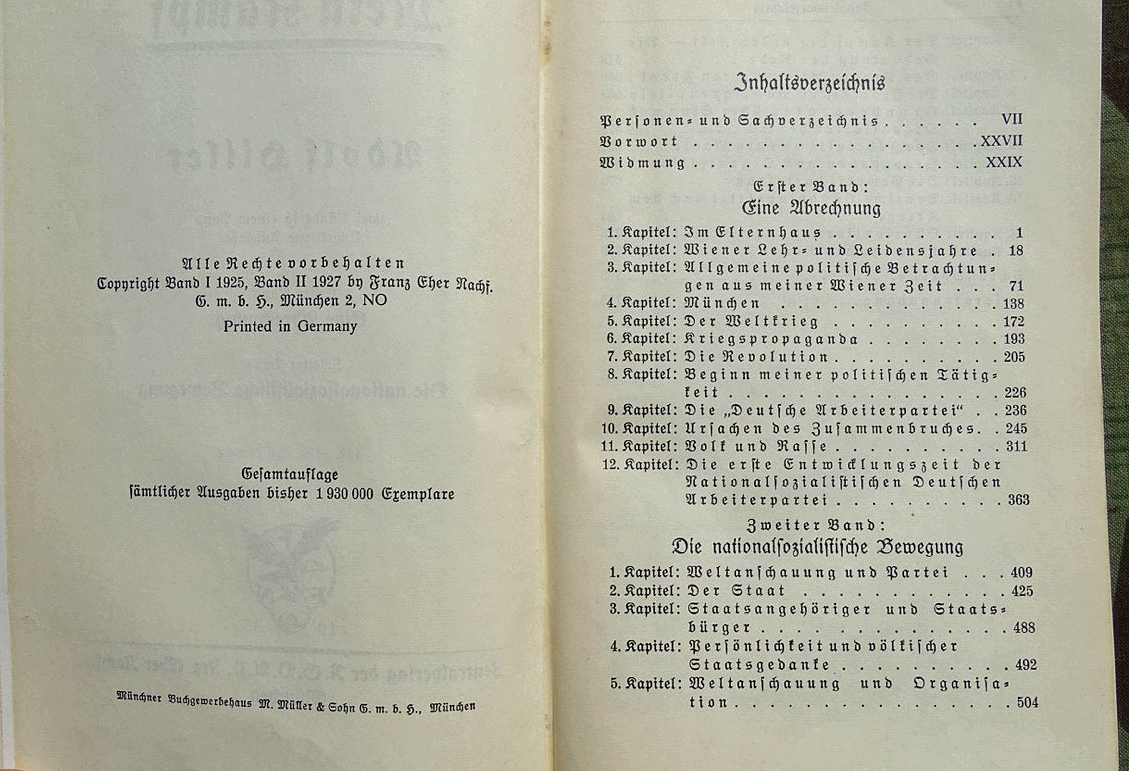 Alle Rechte vorbehalten
Copyright Band I 1925, Band II 1927 by Franz Eher Nachf.
G. m. b. H., München 2, NO
Printed in Germany
Gesamtauflage
sämtlicher Ausgaben bisher 1 930 000 Exemplare
Münchner Buchgewerbehaus M. Müller & Sohn G. m. b. H., München
Inhaltsverzeichnis
Personen- und Sachverzeichnis . . . . . . VII
Vorwort . . . . . . . . . . . . . . . . . XXVII
Widmung . . . . . . . . . . . . . . . . . XXIX
Erster Band:
Eine Abrechnung
1. Kapitel: Im Elternhaus . . . . . . . . . . 1
2. Kapitel: Wiener Lehr- und Leidensjahre . 18
3. Kapitel: Allgemeine politische Betrachtun-
gen aus meiner Wiener Zeit . . . 71
4. Kapitel: München . . . . . . . . . . . . 138
5. Kapitel: Der Weltkrieg . . . . . . . . . 172
6. Kapitel: Kriegspropaganda . . . . . . . 193
7. Kapitel: Die Revolution . . . . . . . . . 205
8. Kapitel: Beginn meiner politischen Tätig-
keit . . . . . . . . . . . . . . . 226
9. Kapitel: Die „Deutsche Arbeiterpartei“ . . 236
10. Kapitel: Ursachen des Zusammenbruches. . 245
11. Kapitel: Volk und Rasse . . . . . . . . . 311
12. Kapitel: Die erste Entwicklungszeit der
Nationalsozialistischen Deutschen
Arbeiterpartei . . . . . . . . . . 363
Zweiter Band:
Die nationalsozialistische Bewegung
1. Kapitel: Weltanschauung und Partei . . . 409
2. Kapitel: Der Staat . . . . . . . . . . . 425
3. Kapitel: Staatsangehöriger und Staats-
bürger . . . . . . . . . . . . . 488
4. Kapitel: Persönlichkeit und völkischer
Staatsgedanke . . . . . . . . . 492
5. Kapitel: Weltanschauung und Organisa-
tion . . . . . . . . . . . . . . . 504